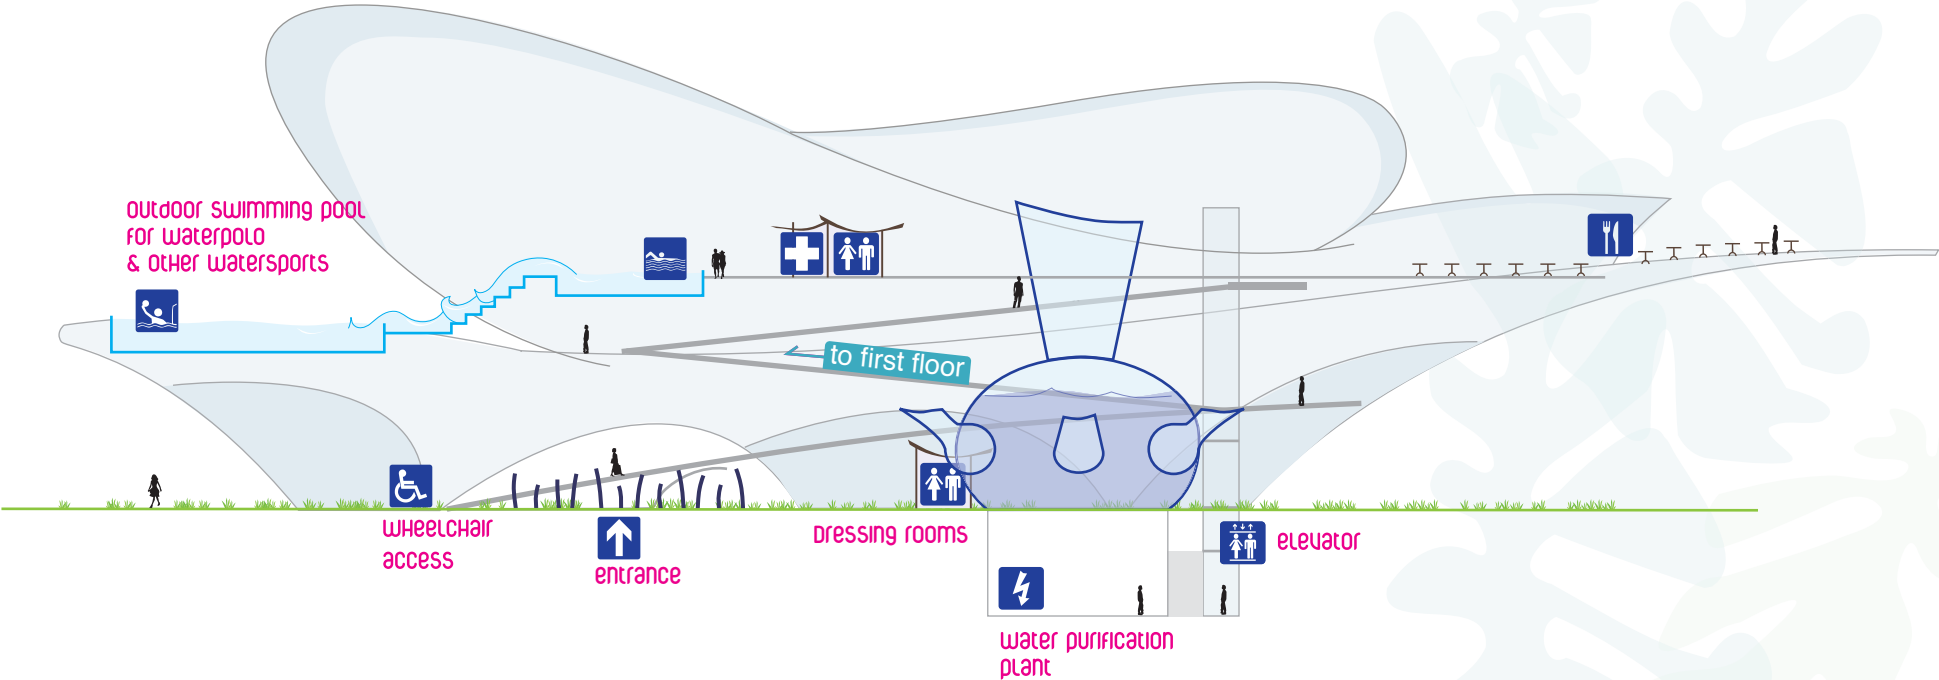 Outdoor swimming pool
for waterpolo
& other watersports
to first floor
wheelchair
access
entrance
Dressing rooms
elevator
water purification
plant